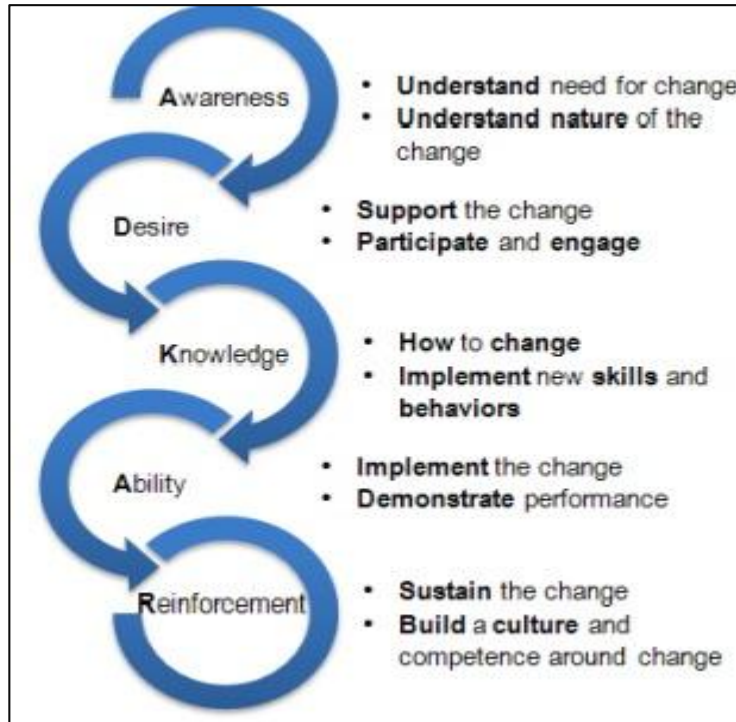 Awareness
• Understand need for change
• Understand nature of the
change
Desire
• Support the change
• Participate and engage
Knowledge
• How to change
• Implement new skills and
behaviors
Ability
• Implement the change
• Demonstrate performance
Reinforcement
• Sustain the change
• Build a culture and
competence around change